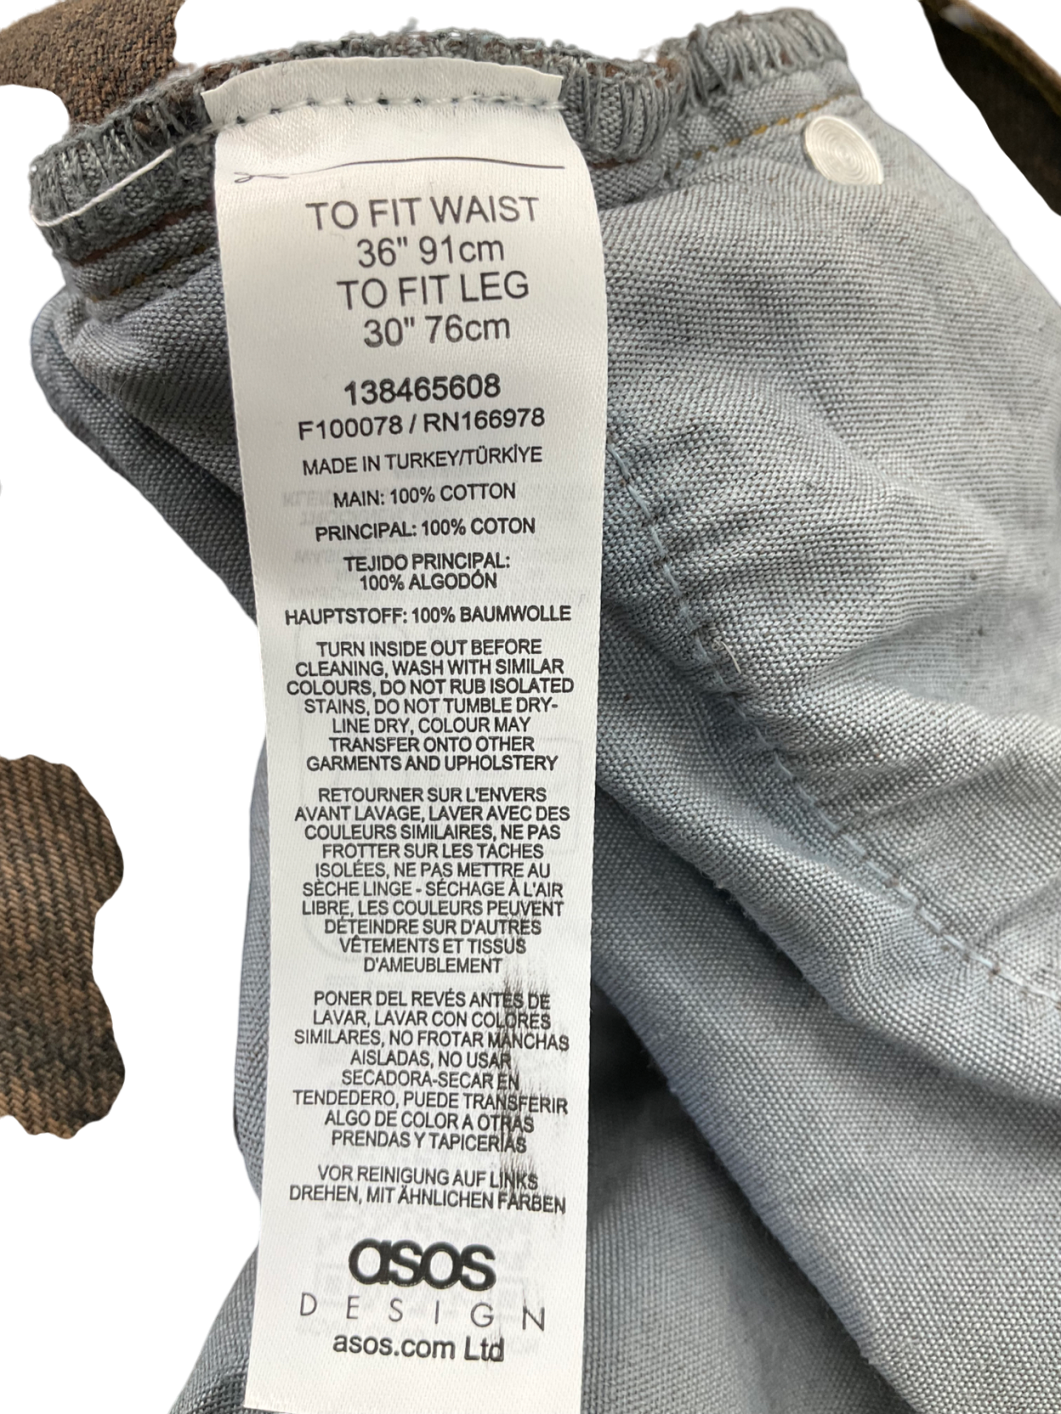 TO FIT WAIST
36" 91cm
TO FIT LEG
30" 76cm
138465608
F100078 / RN166978
MADE IN TURKEY/TÜRKİYE
MAIN: 100% COTTON
PRINCIPAL: 100% COTON
TEJIDO PRINCIPAL:
100% ALGODÓN
HAUPTSTOFF: 100% BAUMWOLLE
TURN INSIDE OUT BEFORE
CLEANING, WASH WITH SIMILAR
COLOURS, DO NOT RUB ISOLATED
STAINS, DO NOT TUMBLE DRY-
LINE DRY, COLOUR MAY
TRANSFER ONTO OTHER
GARMENTS AND UPHOLSTERY
RETOURNER SUR L'ENVERS
AVANT LAVAGE, LAVER AVEC DES
COULEURS SIMILAIRES, NE PAS
FROTTER SUR LES TACHES
ISOLÉES, NE PAS METTRE AU
SÈCHE LINGE - SÉCHAGE À L'AIR
LIBRE, LES COULEURS PEUVENT
DÉTEINDRE SUR D'AUTRES
VÊTEMENTS ET TISSUS
D'AMEUBLEMENT
PONER DEL REVÉS ANTES DE
LAVAR, LAVAR CON COLORES
SIMILARES, NO FROTAR MANCHAS
AISLADAS, NO USAR
SECADORA-SECAR EN
TENDEDERO, PUEDE TRANSFERIR
ALGO DE COLOR A OTRAS
PRENDAS Y TAPICERÍAS
VOR REINIGUNG AUF LINKS
DREHEN, MIT ÄHNLICHEN FARBEN
asos
DESIGN
asos.com Ltd